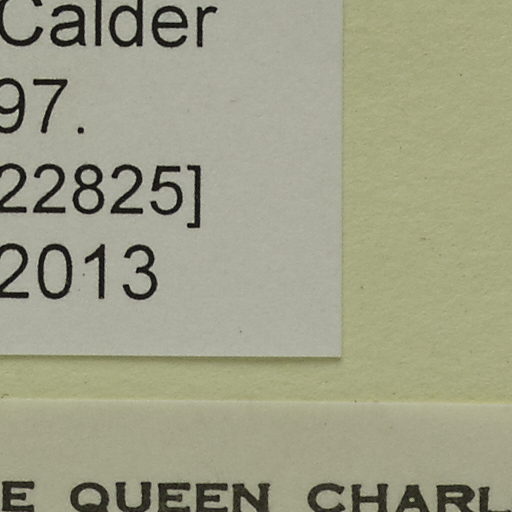 Calder
97.
22825]
2013
E QUEEN CHARL